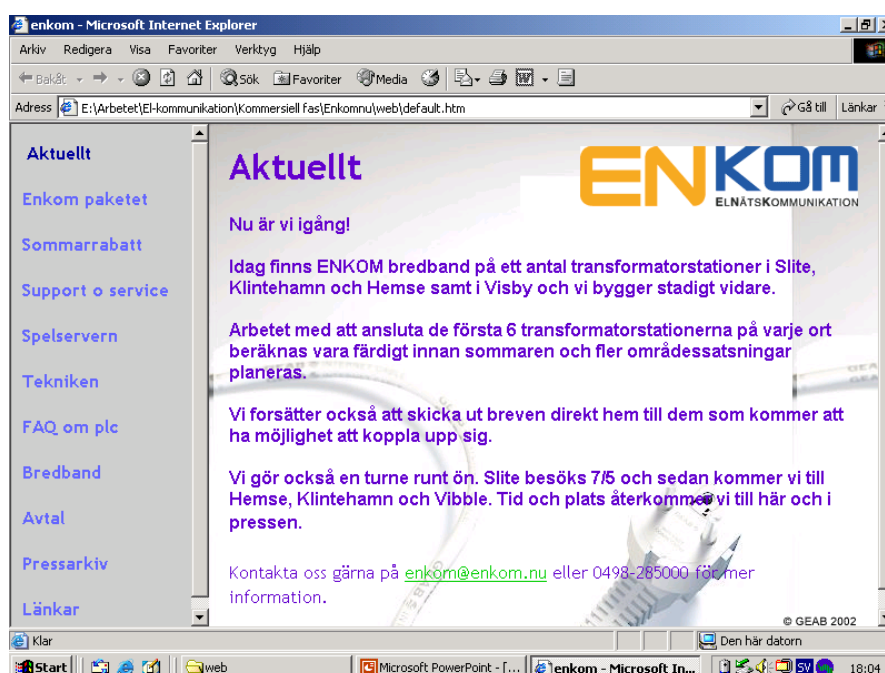 enkom - Microsoft Internet Explorer
Arkiv Redigera Visa Favoriter Verktyg Hjälp
Bakåt Sök Favoriter Media
Adress E:\Arbetet\El-kommunikation\Kommersiell fas\Enkomnu\web\default.htm Gå till Länkar
Aktuellt
Enkom paketet
Sommarrabatt
Support o service
Spelservern
Tekniken
FAQ om plc
Bredband
Avtal
Pressarkiv
Länkar
Aktuellt
ENKOM
ELNÄTSKOMMUNIKATION
Nu är vi igång!
Idag finns ENKOM bredband på ett antal transformatorstationer i Slite,
Klintehamn och Hemse samt i Visby och vi bygger stadigt vidare.
Arbetet med att ansluta de första 6 transformatorstationerna på varje ort
beräknas vara färdigt innan sommaren och fler områdessatsningar
planeras.
Vi forsätter också att skicka ut breven direkt hem till dem som kommer att
ha möjlighet att koppla upp sig.
Vi gör också en turne runt ön. Slite besöks 7/5 och sedan kommer vi till
Hemse, Klintehamn och Vibble. Tid och plats återkommer vi till här och i
pressen.
Kontakta oss gärna på enkom@enkom.nu eller 0498-285000 för mer
information.
© GEAB 2002
Klar Den här datorn
Start web Microsoft PowerPoint - [... enkom - Microsoft In... SV 18:04